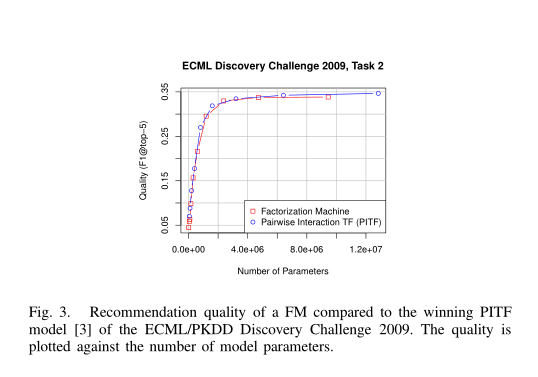 ECML Discovery Challenge 2009, Task 2
Quality (F1@top−5)
0.35
0.25
0.15
0.05
Factorization Machine
Pairwise Interaction TF (PITF)
0.0e+00 4.0e+06 8.0e+06 1.2e+07
Number of Parameters
Fig. 3. Recommendation quality of a FM compared to the winning PITF
model [3] of the ECML/PKDD Discovery Challenge 2009. The quality is
plotted against the number of model parameters.